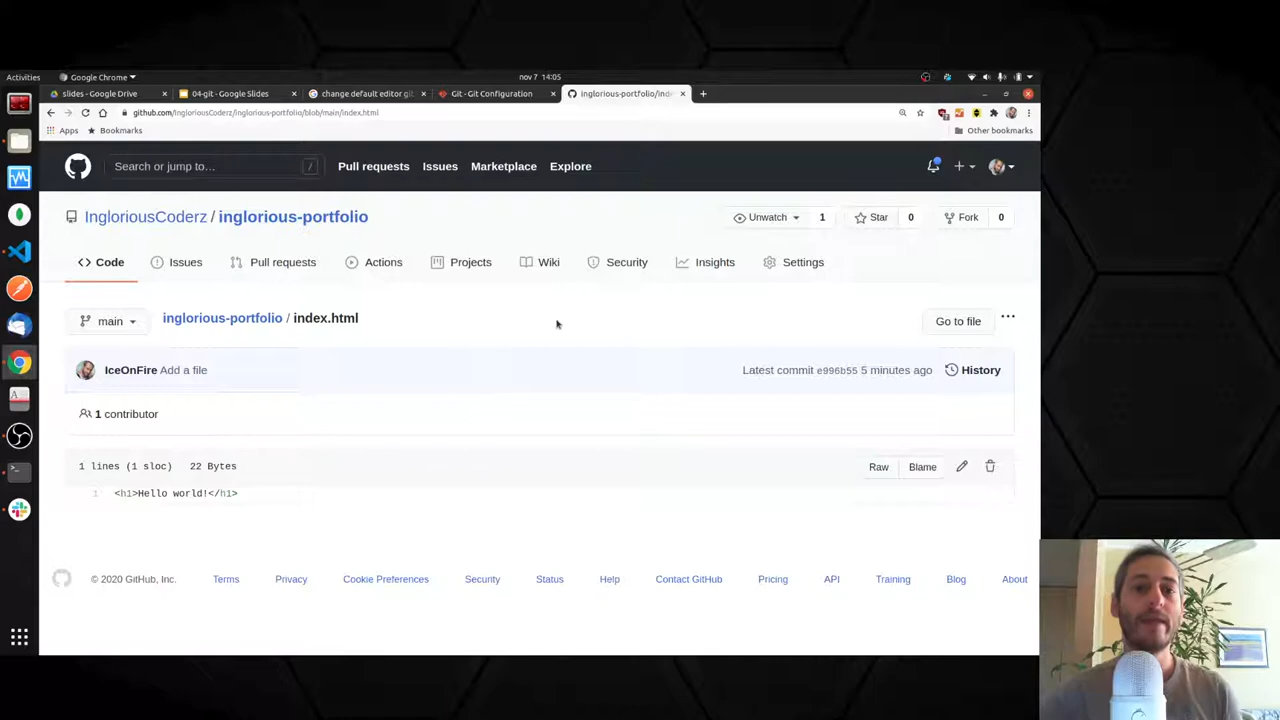 Activities Google Chrome nov 7 14:05
slides - Google Drive 04-git - Google Slides change default editor git Git - Git Configuration inglorious-portfolio/inde
github.com/IngloriousCoderz/inglorious-portfolio/blob/main/index.html
Apps Bookmarks Other bookmarks
Search or jump to… / Pull requests Issues Marketplace Explore
IngloriousCoderz / inglorious-portfolio Unwatch 1 Star 0 Fork 0
Code Issues Pull requests Actions Projects Wiki Security Insights Settings
main inglorious-portfolio / index.html Go to file
IceOnFire Add a file Latest commit e996b55 5 minutes ago History
1 contributor
1 lines (1 sloc) 22 Bytes Raw Blame
1 <h1>Hello world!</h1>
© 2020 GitHub, Inc. Terms Privacy Cookie Preferences Security Status Help Contact GitHub Pricing API Training Blog About